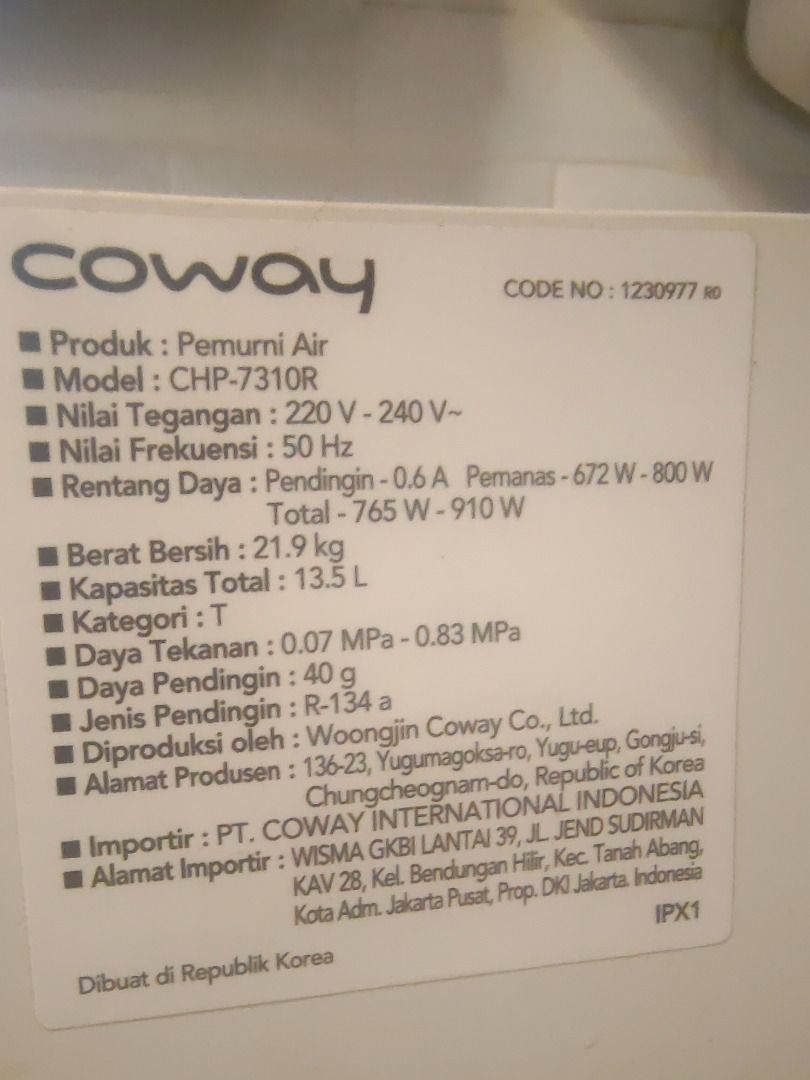 coway
CODE NO : 1230977 RD
■ Produk : Pemurni Air
■ Model : CHP-7310R
■ Nilai Tegangan : 220 V - 240 V~
■ Nilai Frekuensi : 50 Hz
■ Rentang Daya : Pendingin - 0.6 A Pemanas - 672 W - 800 W
Total - 765 W - 910 W
■ Berat Bersih : 21.9 kg
■ Kapasitas Total : 13.5 L
■ Kategori : T
■ Daya Tekanan : 0.07 MPa - 0.83 MPa
■ Daya Pendingin : 40 g
■ Jenis Pendingin : R-134 a
■ Diproduksi oleh : Woongjin Coway Co., Ltd.
■ Alamat Produsen : 136-23, Yugumagoksa-ro, Yugu-eup, Gongju-si,
Chungcheognam-do, Republic of Korea
■ Importir : PT. COWAY INTERNATIONAL INDONESIA
■ Alamat Importir : WISMA GKBI LANTAI 39, JL. JEND SUDIRMAN
KAV 28, Kel. Bendungan Hilir, Kec. Tanah Abang,
Kota Adm. Jakarta Pusat, Prop. DKI Jakarta. Indonesia
IPX1
Dibuat di Republik Korea